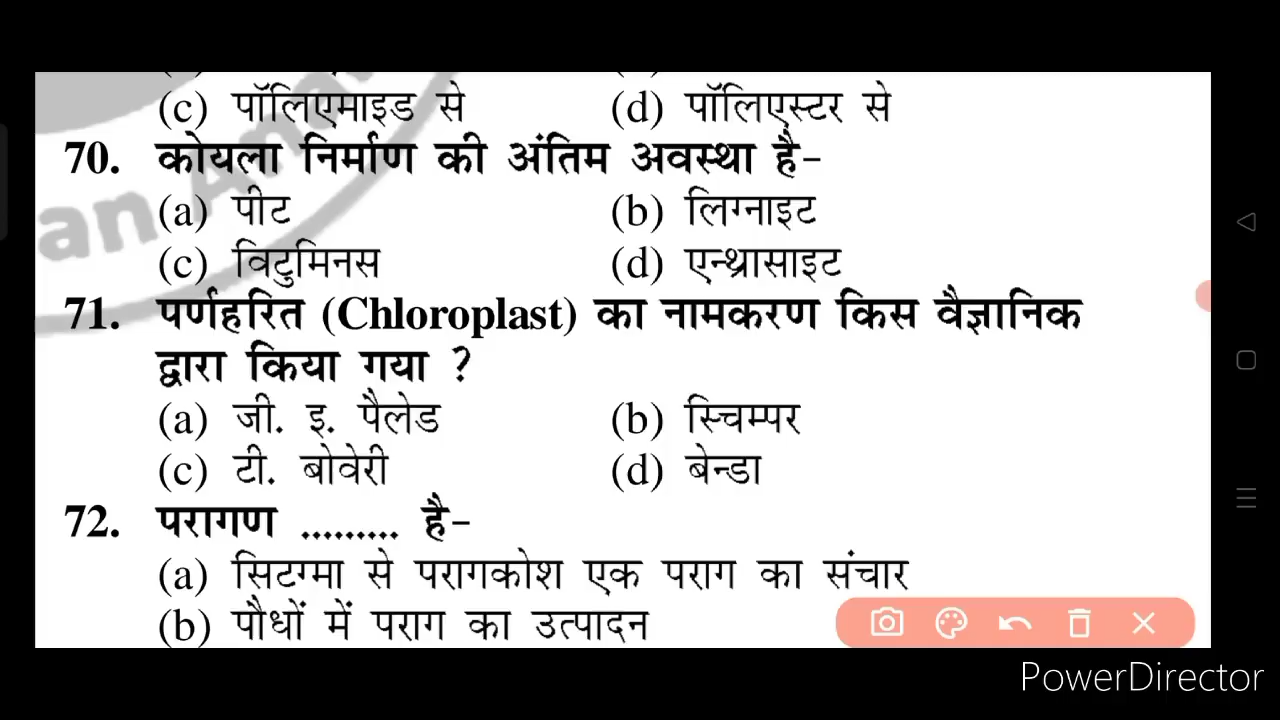 (c) पॉलिएमाइड से (d) पॉलिएस्टर से
70. कोयला निर्माण की अंतिम अवस्था है-
(a) पीट (b) लिग्नाइट
(c) विटुमिनस (d) एन्थ्रासाइट
71. पर्णहरित (Chloroplast) का नामकरण किस वैज्ञानिक
द्वारा किया गया ?
(a) जी. इ. पैलेड (b) स्चिम्पर
(c) टी. बोवेरी (d) बेन्डा
72. परागण ......... है-
(a) सिटग्मा से परागकोश एक पराग का संचार
(b) पौधों में पराग का उत्पादन
PowerDirector